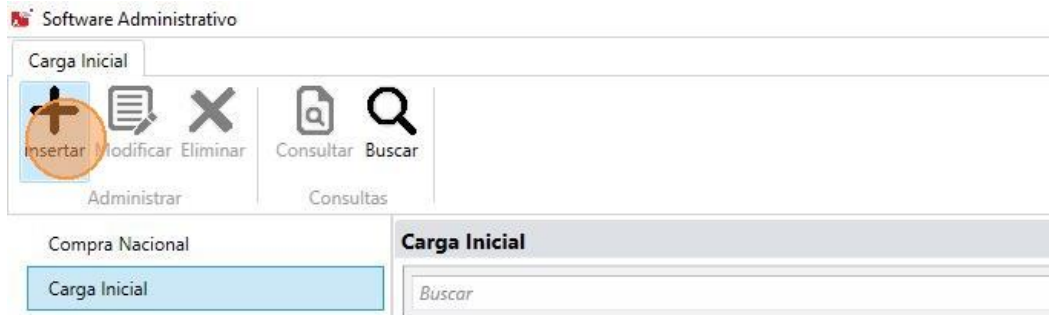 Software Administrativo
Carga Inicial
Insertar Modificar Eliminar Consultar Buscar
Administrar Consultas
Compra Nacional
Carga Inicial
Carga Inicial
Buscar